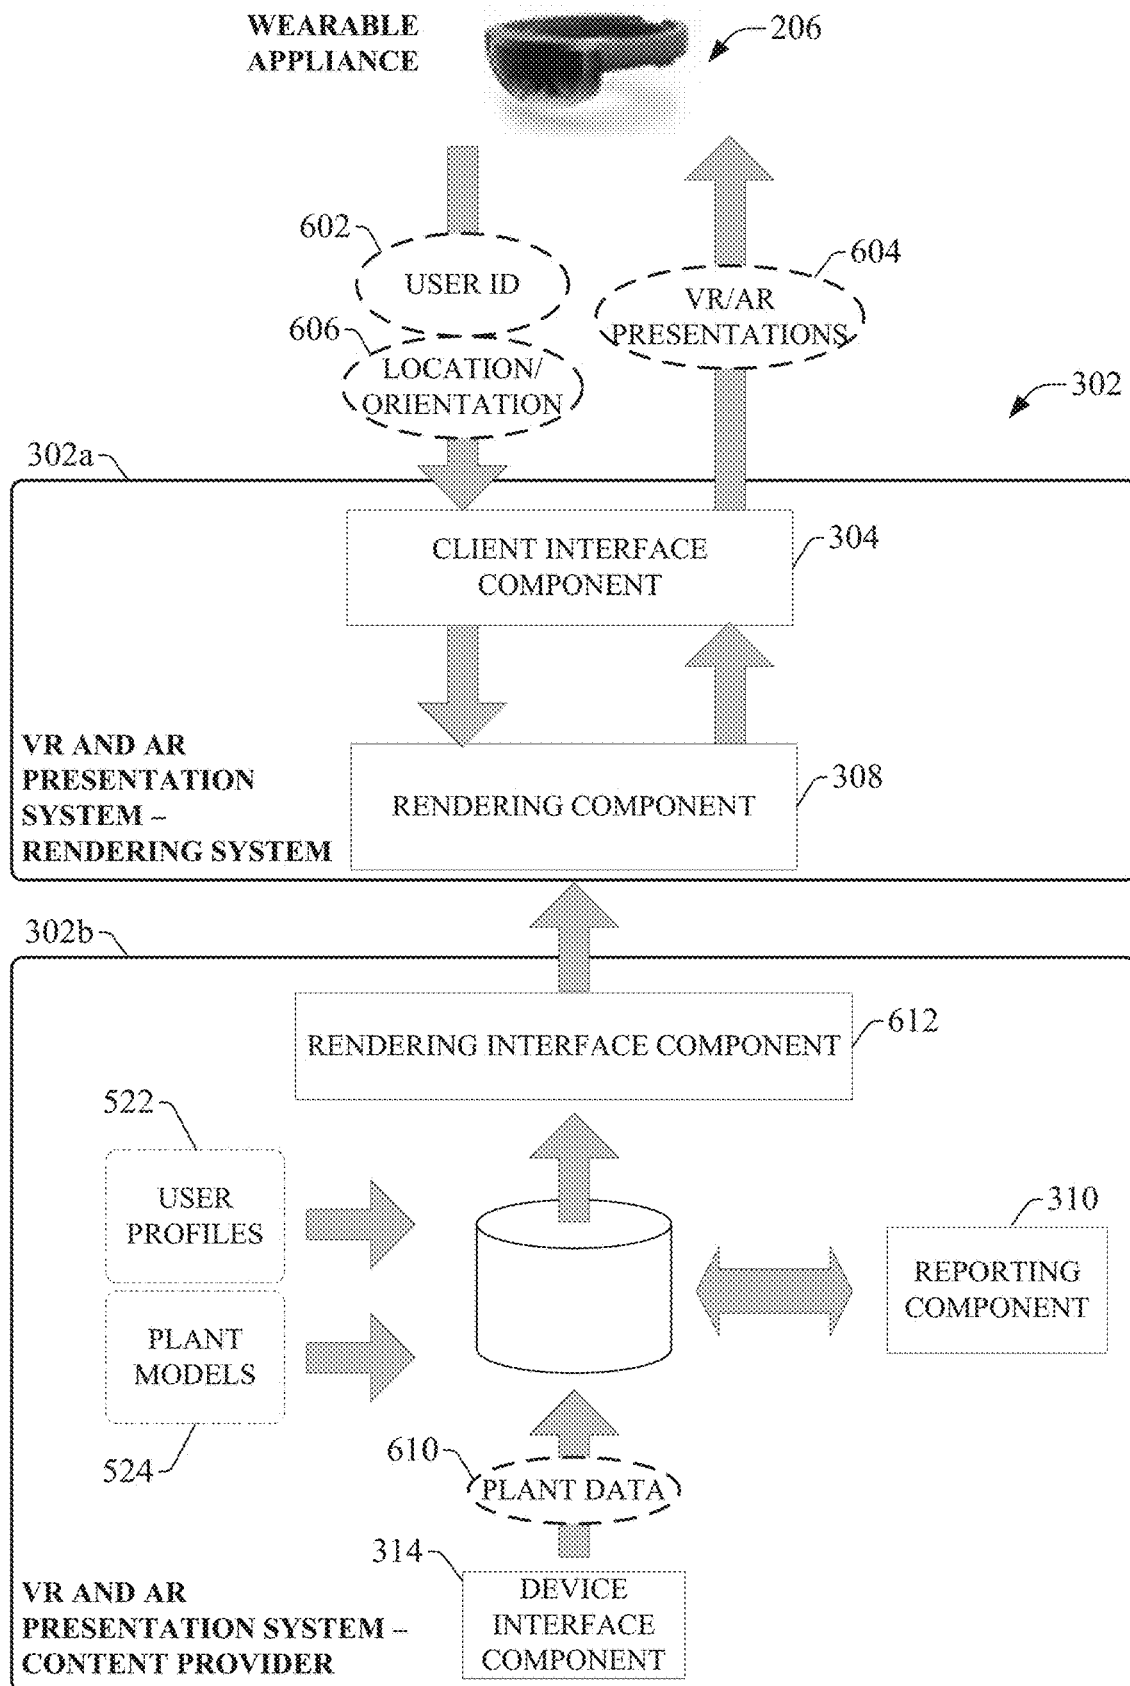 WEARABLE
APPLIANCE
206
602
USER ID
604
VR/AR
PRESENTATIONS
606
LOCATION/
ORIENTATION
302
302a
CLIENT INTERFACE
COMPONENT
304
VR AND AR
PRESENTATION
SYSTEM –
RENDERING SYSTEM
RENDERING COMPONENT
308
302b
RENDERING INTERFACE COMPONENT
612
522
USER
PROFILES
310
REPORTING
COMPONENT
PLANT
MODELS
524
610
PLANT DATA
314
DEVICE
INTERFACE
COMPONENT
VR AND AR
PRESENTATION SYSTEM –
CONTENT PROVIDER